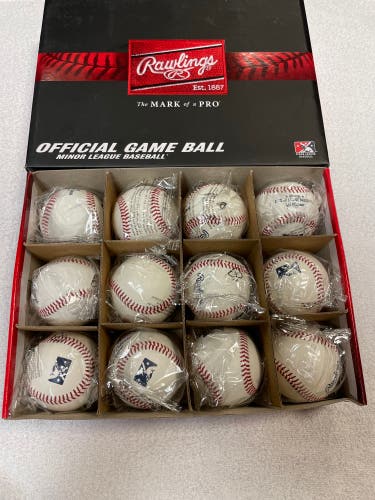 Rawlings
Est. 1887
The MARK of a PRO
OFFICIAL GAME BALL
MINOR LEAGUE BASEBALL